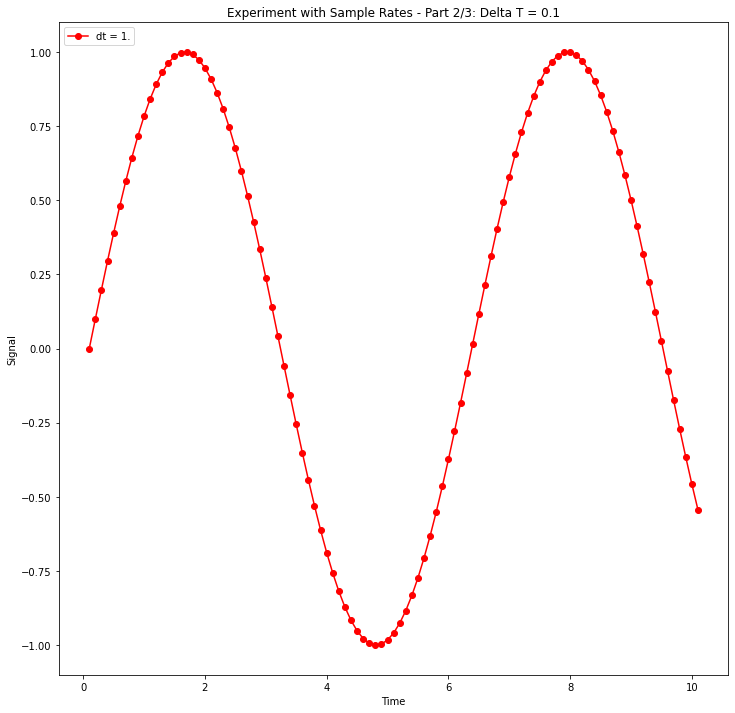 Experiment with Sample Rates - Part 2/3: Delta T = 0.1
dt = 1.
1.00
0.75
0.50
0.25
0.00
−0.25
−0.50
−0.75
−1.00
Signal
0 2 4 6 8 10
Time